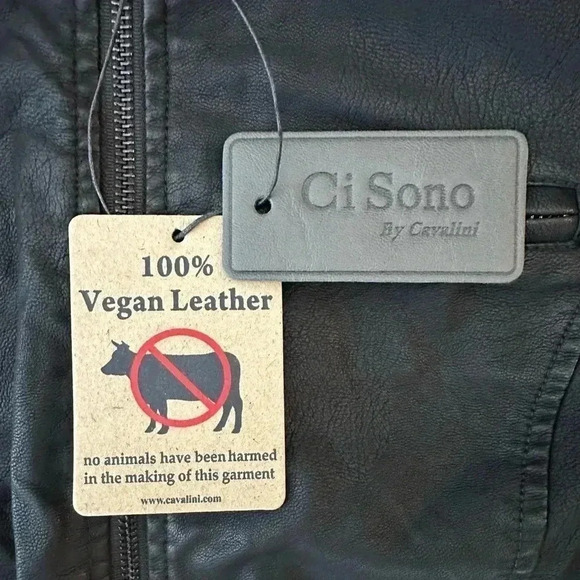 Ci Sono
By Cavalini
100%
Vegan Leather
no animals have been harmed
in the making of this garment
www.cavalini.com